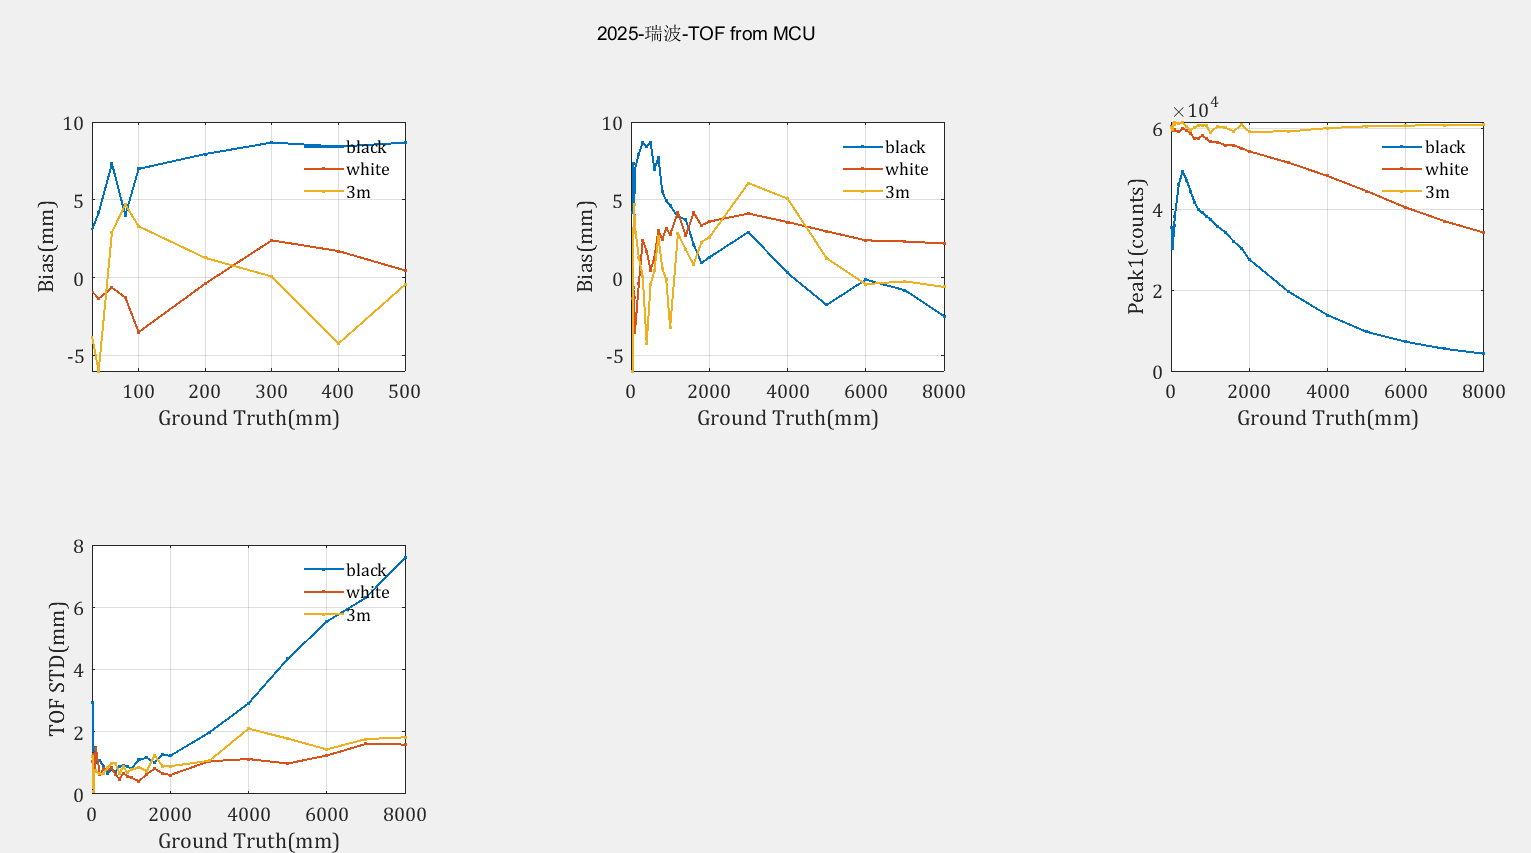 2025-瑞波-TOF from MCU
10
5
0
-5
Bias(mm)
100 200 300 400 500
Ground Truth(mm)
black
white
3m
10
5
0
-5
Bias(mm)
0 2000 4000 6000 8000
Ground Truth(mm)
black
white
3m
×10⁴
6
4
2
0
Peak1(counts)
0 2000 4000 6000 8000
Ground Truth(mm)
black
white
3m
8
6
4
2
0
TOF STD(mm)
0 2000 4000 6000 8000
Ground Truth(mm)
black
white
3m